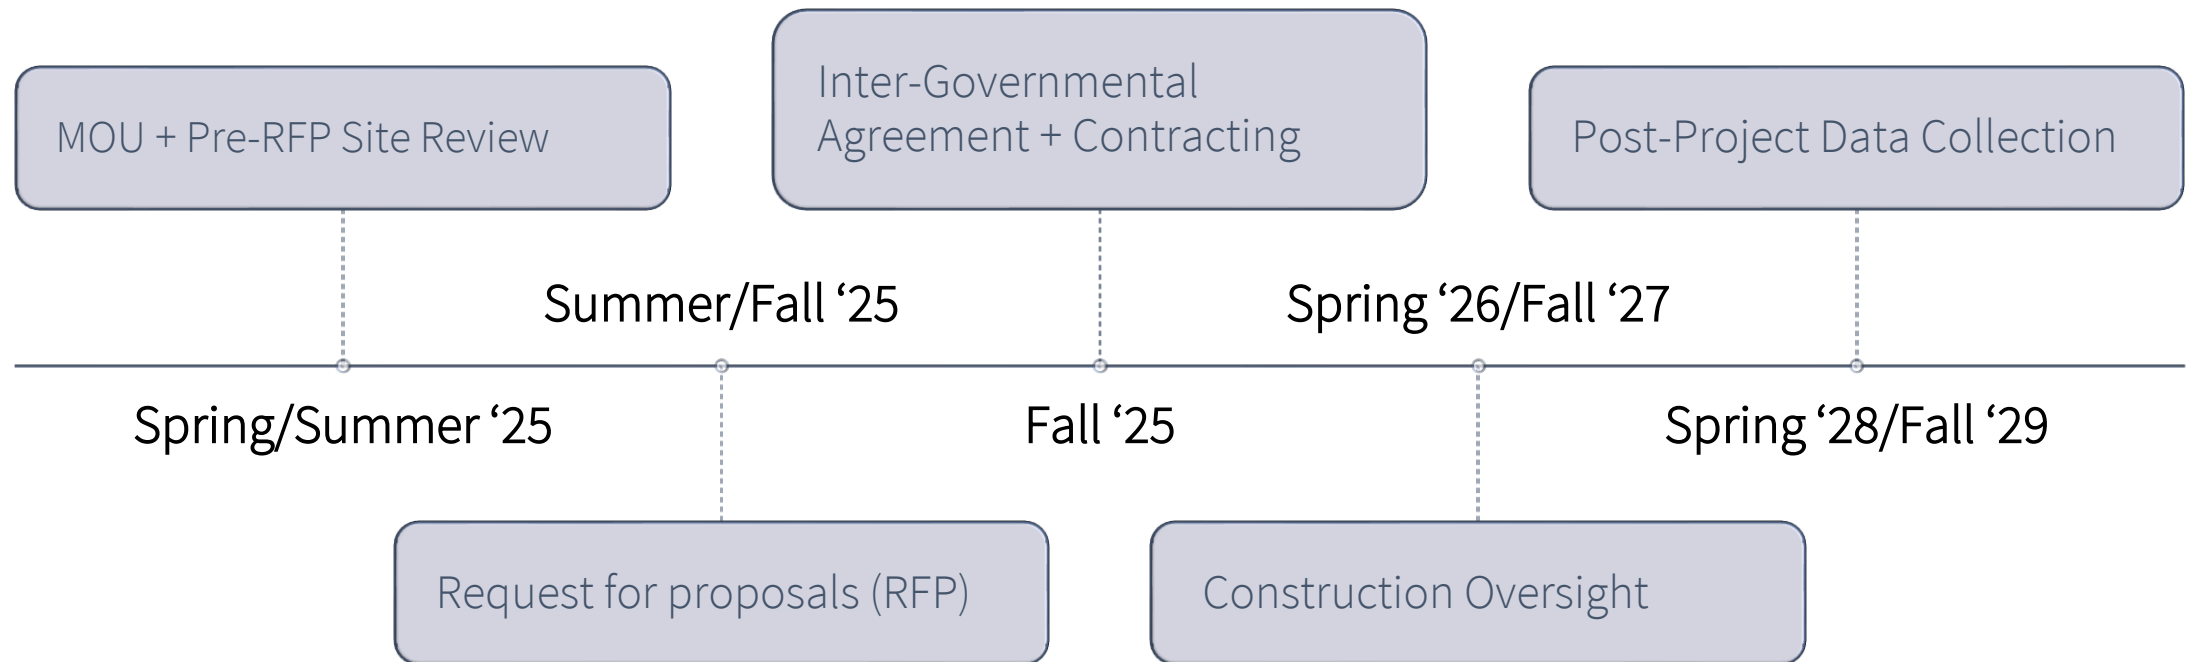 Inter-Governmental
Agreement + Contracting
MOU + Pre-RFP Site Review
Post-Project Data Collection
Summer/Fall ‘25
Spring ‘26/Fall ‘27
Spring/Summer ‘25
Fall ‘25
Spring ‘28/Fall ‘29
Request for proposals (RFP)
Construction Oversight